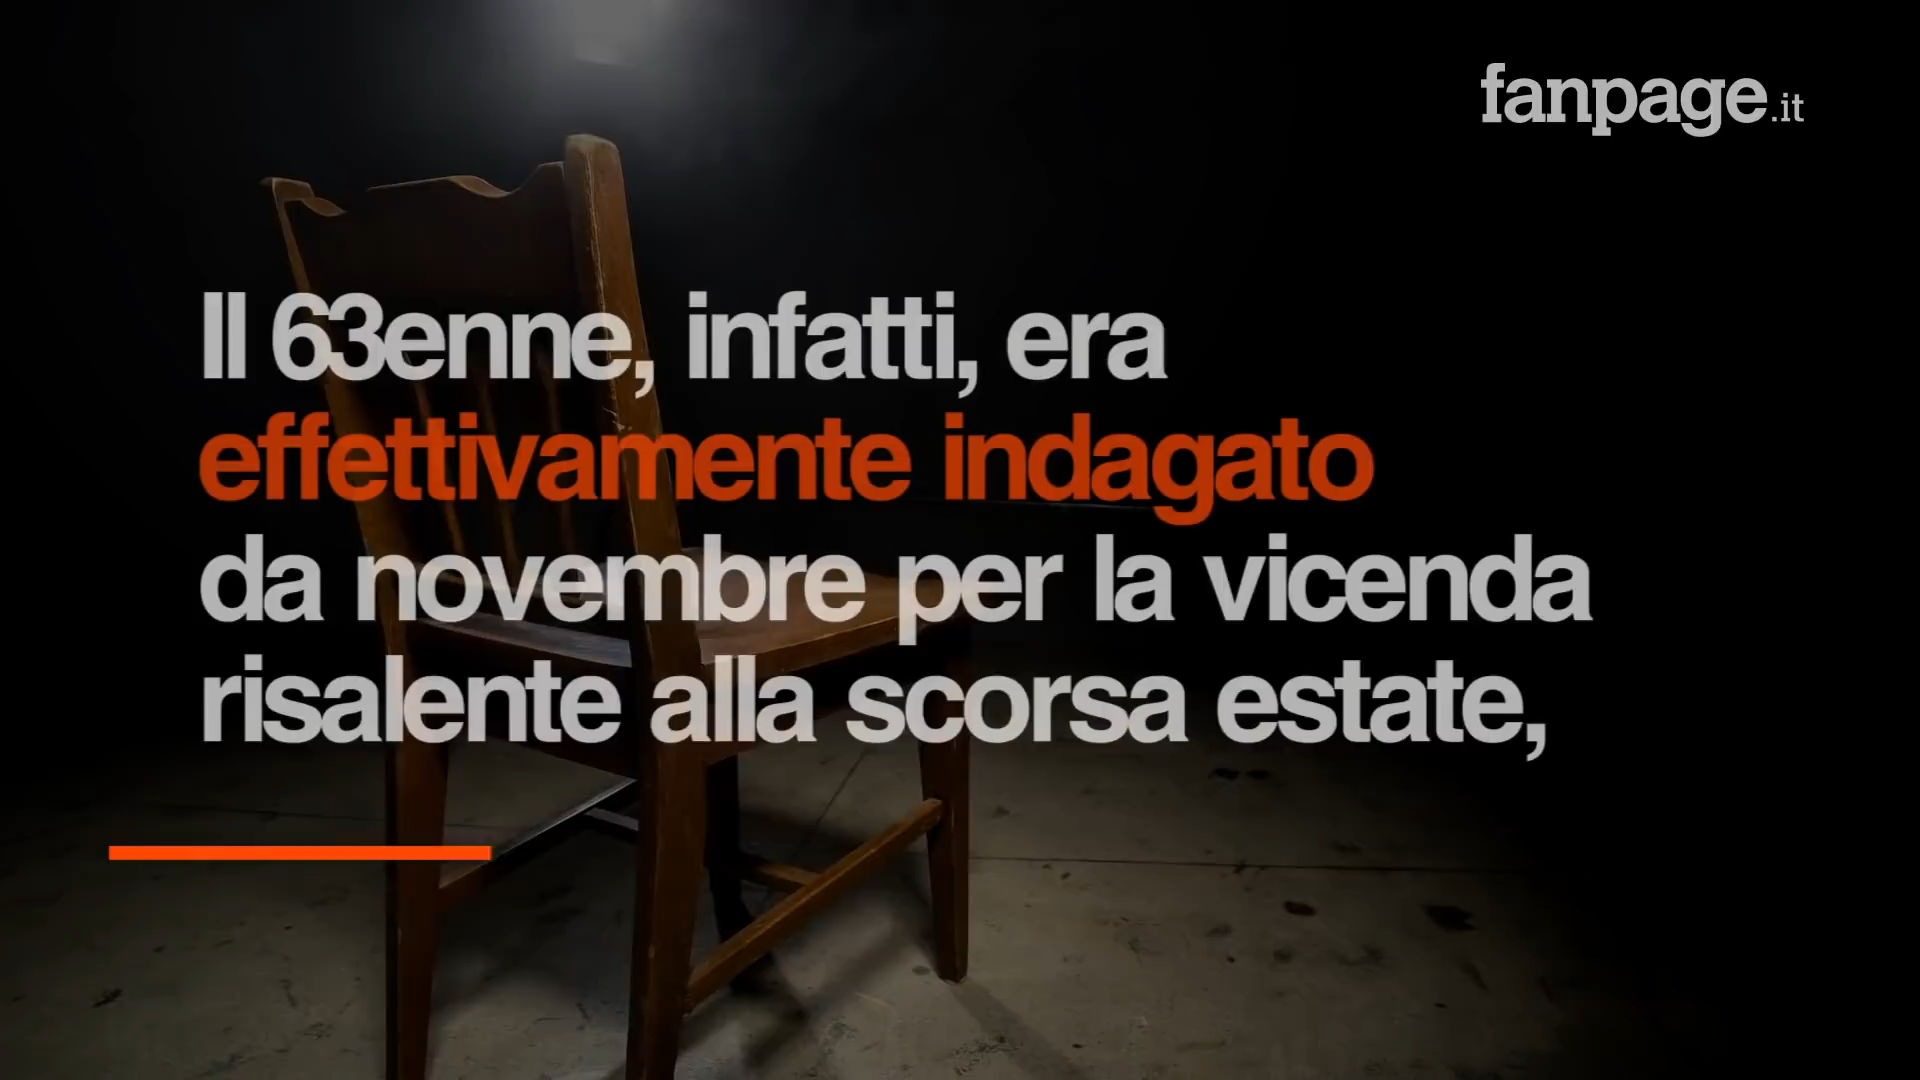 fanpage.it
Il 63enne, infatti, era
effettivamente indagato
da novembre per la vicenda
risalente alla scorsa estate,